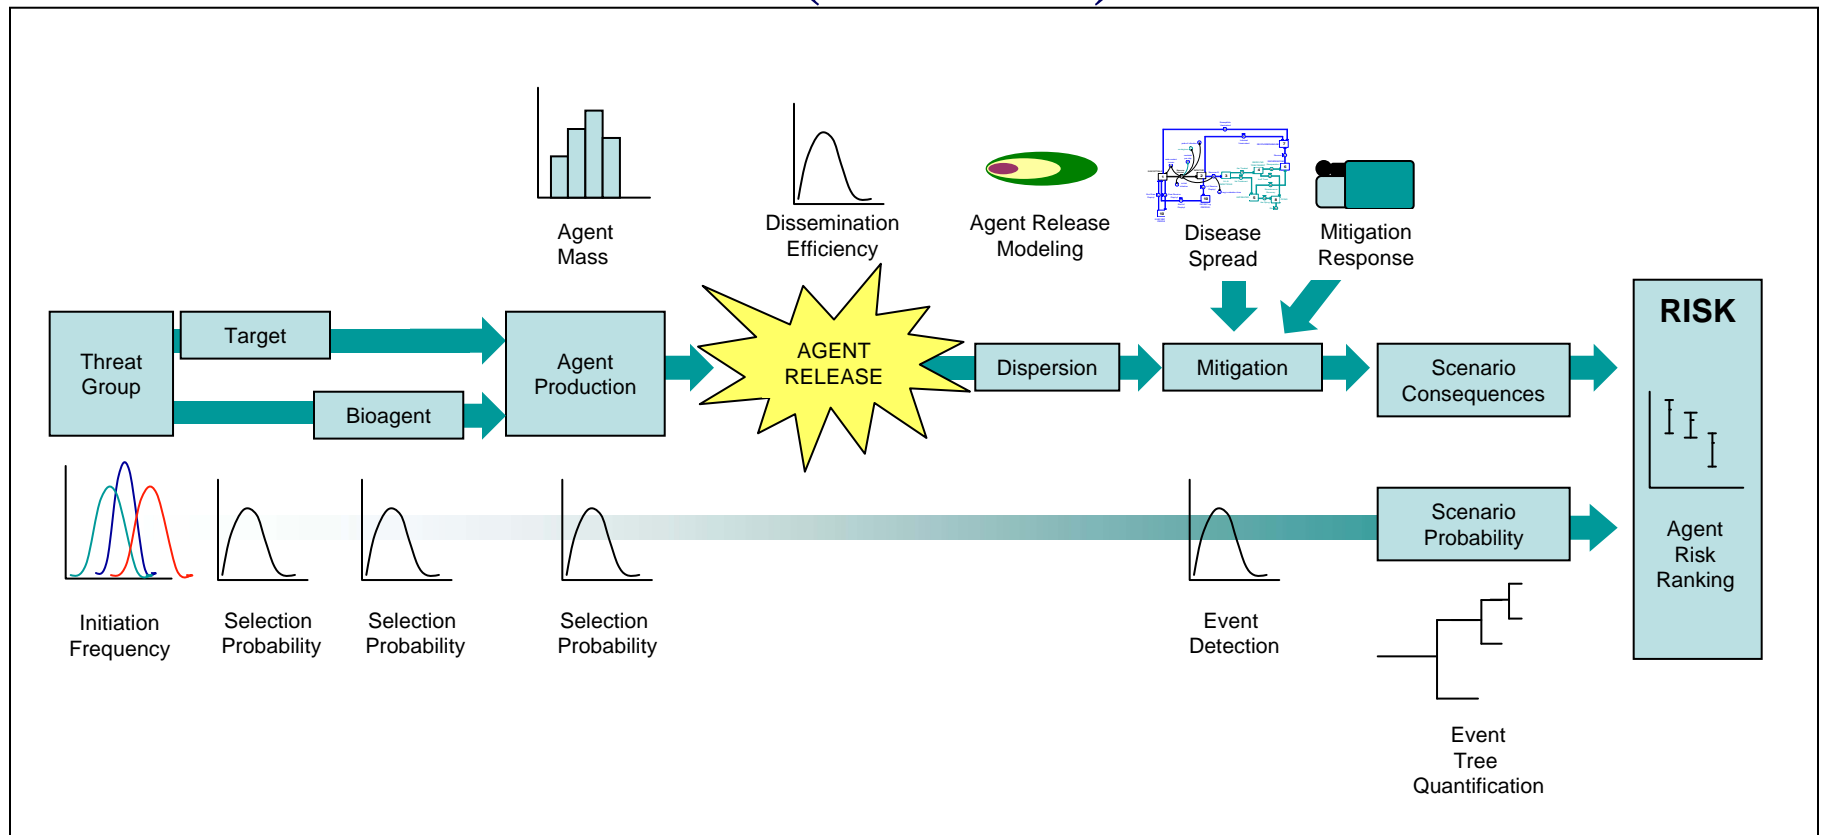 Agent
Mass
Dissemination
Efficiency
Agent Release
Modeling
Disease
Spread
Mitigation
Response
Threat
Group
Target
Bioagent
Agent
Production
AGENT
RELEASE
Dispersion
Mitigation
Scenario
Consequences
RISK
Initiation
Frequency
Selection
Probability
Selection
Probability
Selection
Probability
Event
Detection
Scenario
Probability
Agent
Risk
Ranking
Event
Tree
Quantification